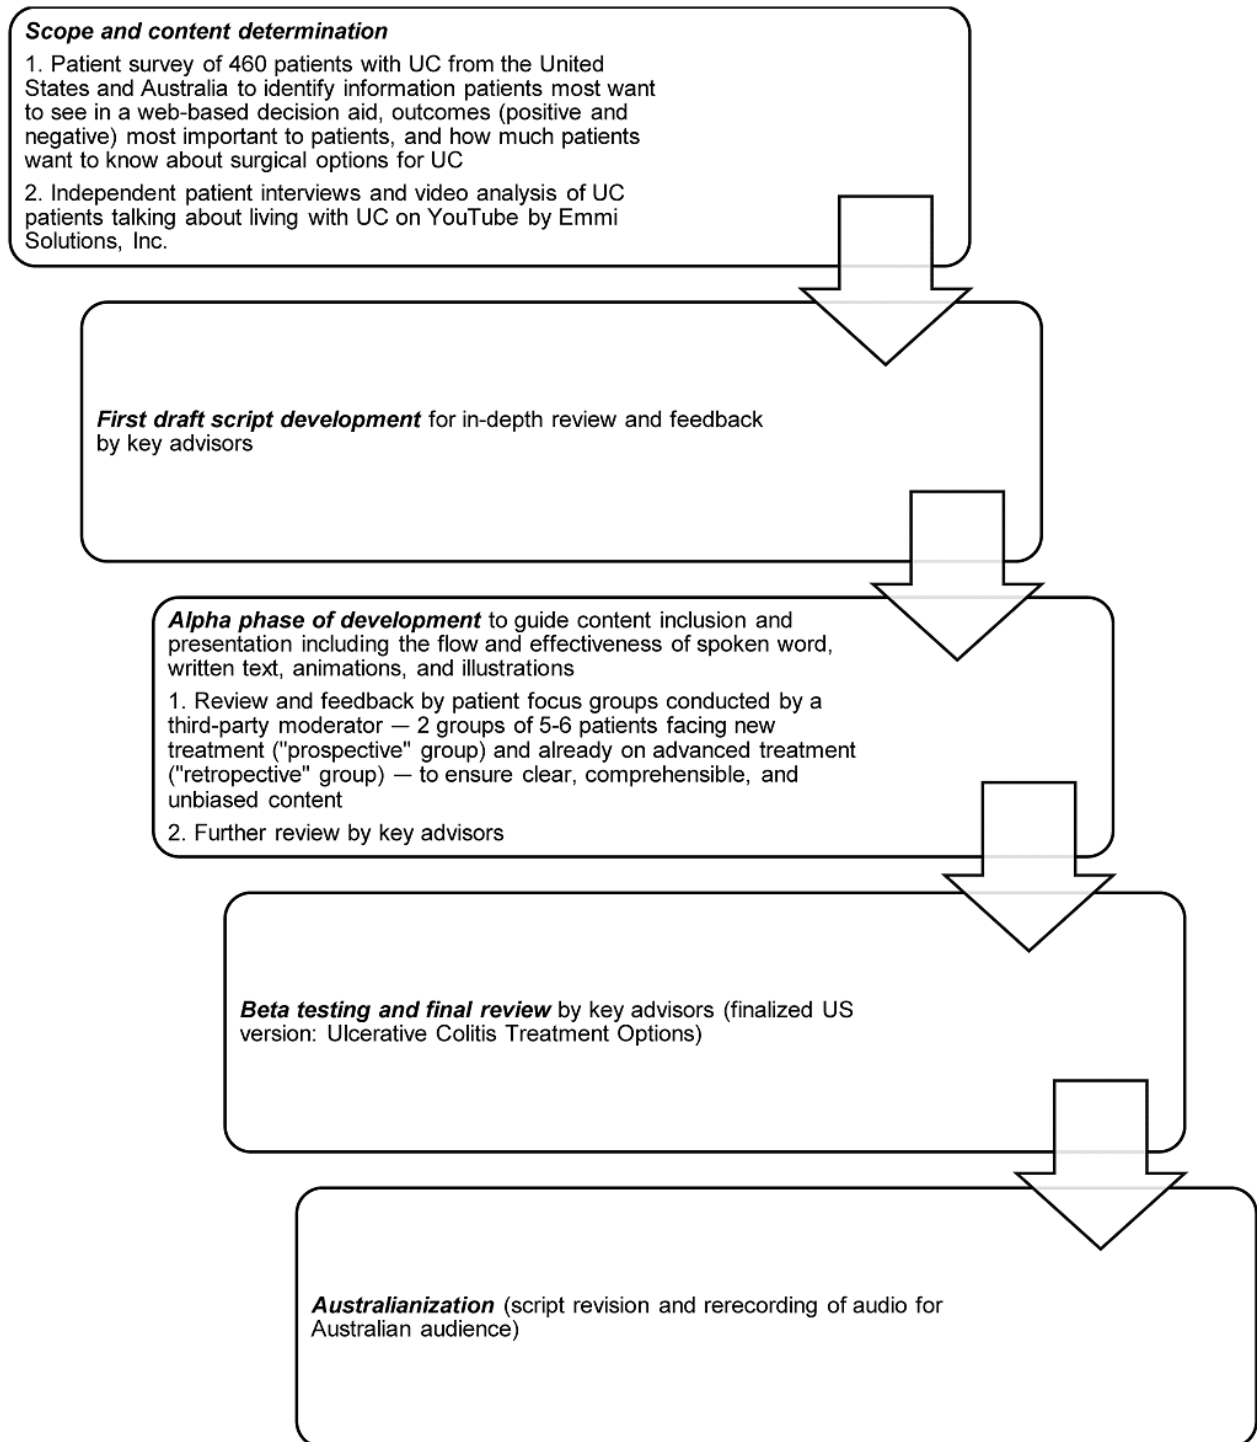 Scope and content determination
1. Patient survey of 460 patients with UC from the United
States and Australia to identify information patients most want
to see in a web-based decision aid, outcomes (positive and
negative) most important to patients, and how much patients
want to know about surgical options for UC
2. Independent patient interviews and video analysis of UC
patients talking about living with UC on YouTube by Emmi
Solutions, Inc.
First draft script development for in-depth review and feedback
by key advisors
Alpha phase of development to guide content inclusion and
presentation including the flow and effectiveness of spoken word,
written text, animations, and illustrations
1. Review and feedback by patient focus groups conducted by a
third-party moderator — 2 groups of 5-6 patients facing new
treatment ("prospective" group) and already on advanced treatment
("retropective" group) — to ensure clear, comprehensible, and
unbiased content
2. Further review by key advisors
Beta testing and final review by key advisors (finalized US
version: Ulcerative Colitis Treatment Options)
Australianization (script revision and rerecording of audio for
Australian audience)